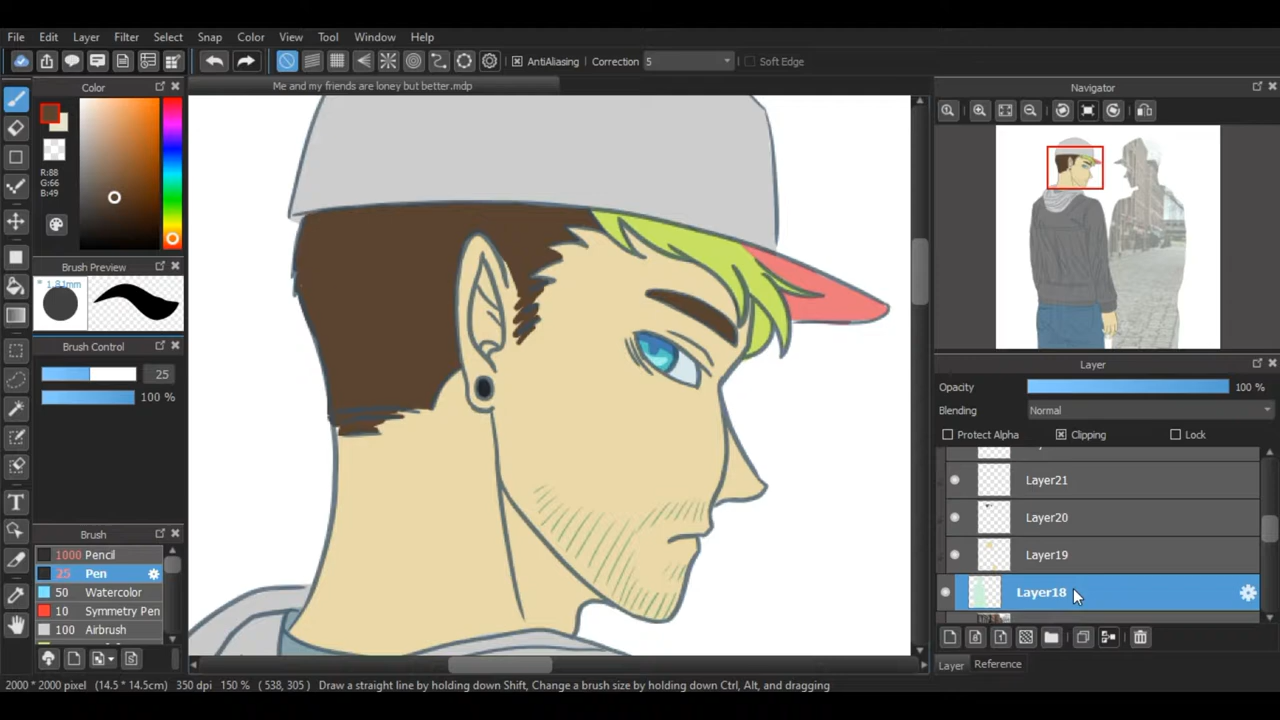 File Edit Layer Filter Select Snap Color View Tool Window Help
AntiAliasing Correction 5 Soft Edge
Me and my friends are loney but better.mdp
Color
R:88
G:66
B:49
Brush Preview
1.81mm
Brush Control
25
100 %
Brush
1000 Pencil
25 Pen
50 Watercolor
10 Symmetry Pen
100 Airbrush
Navigator
Layer
Opacity 100 %
Blending Normal
Protect Alpha Clipping Lock
Layer21
Layer20
Layer19
Layer18
Layer Reference
2000 * 2000 pixel (14.5 * 14.5cm) 350 dpi 150 % ( 538, 305 ) Draw a straight line by holding down Shift, Change a brush size by holding down Ctrl, Alt, and dragging